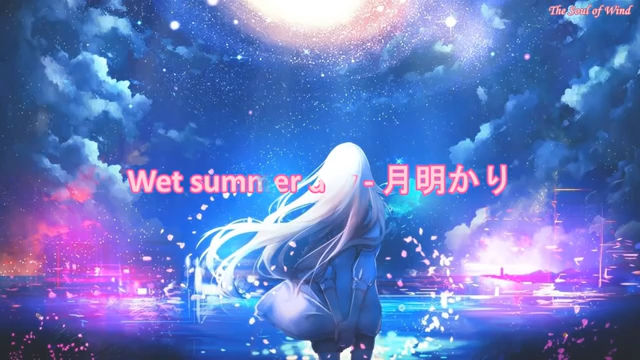 The Soul of Wind
Wet summer - 月明かり